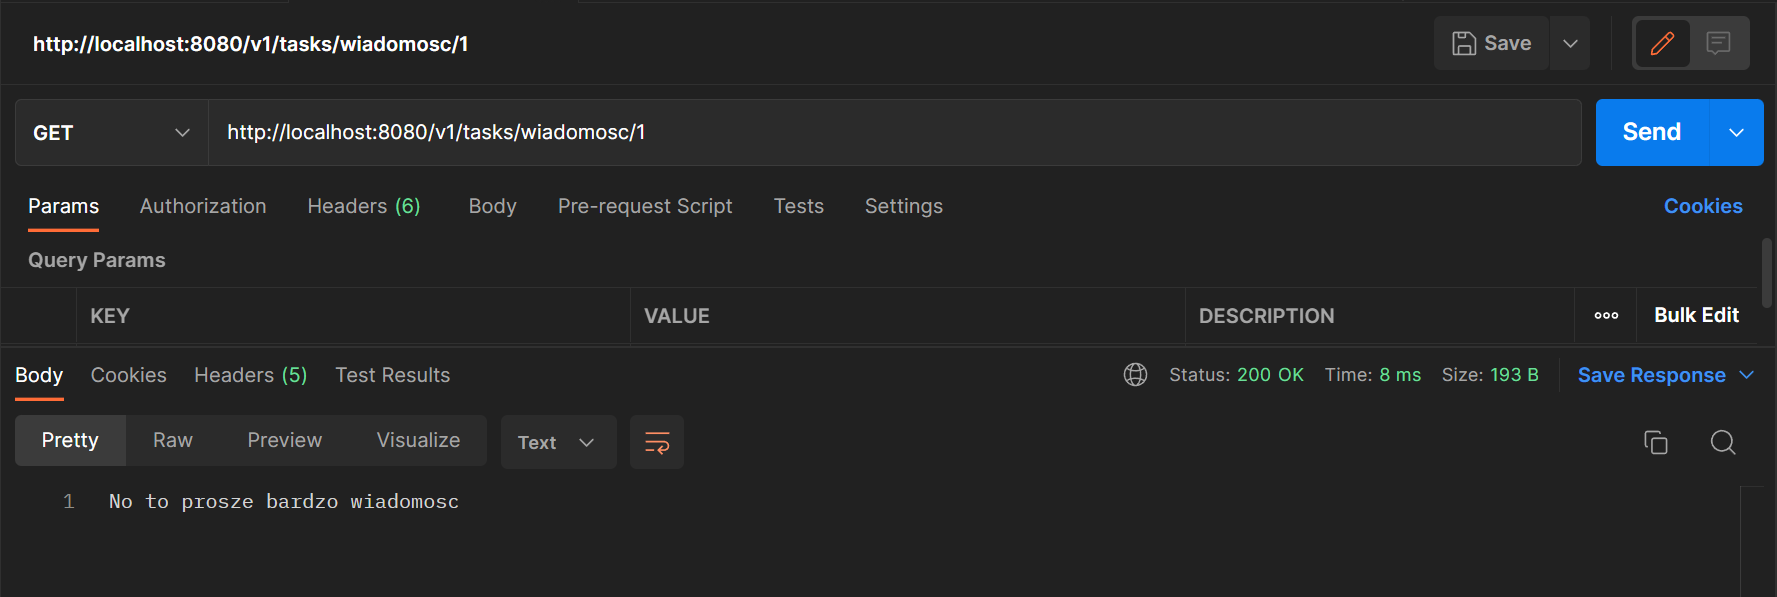 http://localhost:8080/v1/tasks/wiadomosc/1
Save
GET http://localhost:8080/v1/tasks/wiadomosc/1 Send
Params Authorization Headers (6) Body Pre-request Script Tests Settings Cookies
Query Params
KEY VALUE DESCRIPTION Bulk Edit
Body Cookies Headers (5) Test Results Status: 200 OK Time: 8 ms Size: 193 B Save Response
Pretty Raw Preview Visualize Text
1 No to prosze bardzo wiadomosc